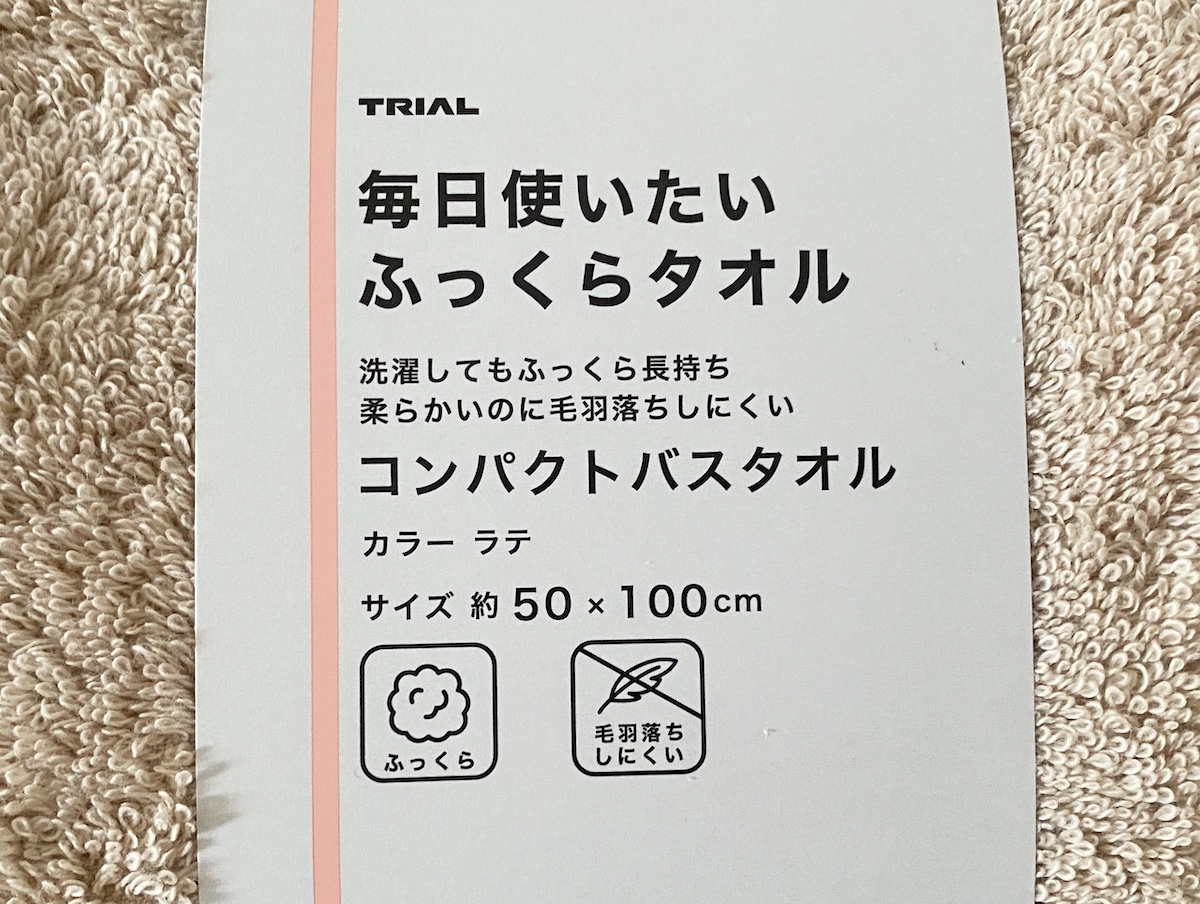 TRIAL
毎日使いたい
ふっくらタオル
洗濯してもふっくら長持ち
柔らかいのに毛羽落ちしにくい
コンパクトバスタオル
カラー ラテ
サイズ 約 50 × 100cm
ふっくら
毛羽落ち
しにくい